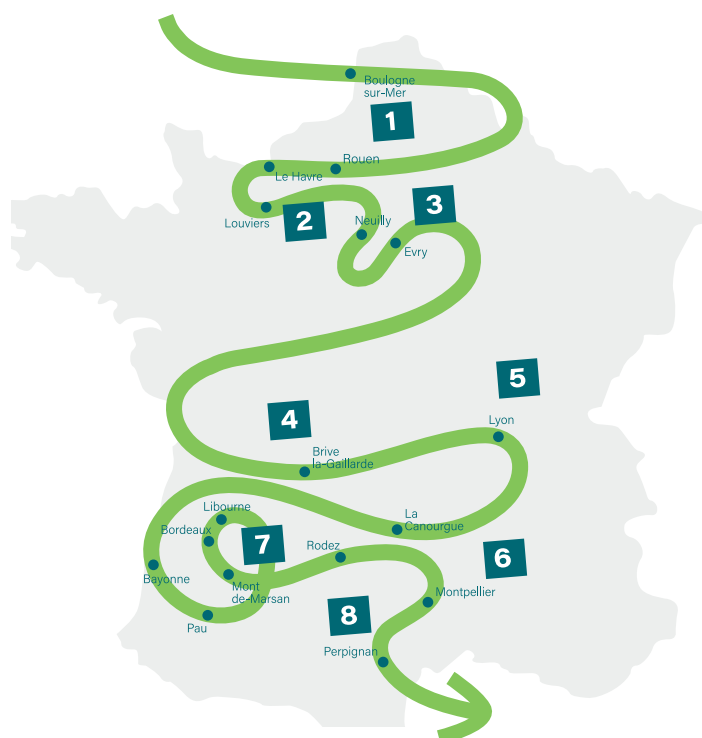 Boulogne
sur-Mer
1
Rouen
Le Havre
Louviers
2
Neuilly
3
Evry
5
4
Lyon
Brive
la-Gaillarde
La
Canourgue
Libourne
Bordeaux
7
Rodez
6
Bayonne
Mont
de-Marsan
Montpellier
8
Pau
Perpignan